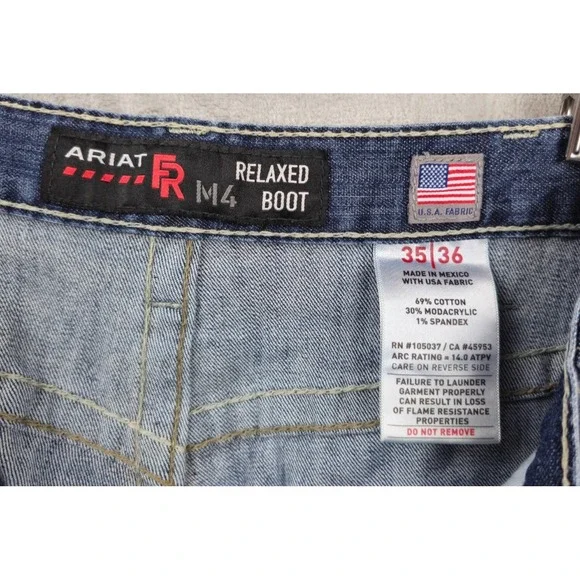 ARIAT FR M4 RELAXED BOOT
U.S.A. FABRIC
35|36
MADE IN MEXICO
WITH USA FABRIC
69% COTTON
30% MODACRYLIC
1% SPANDEX
RN #105037 / CA #45953
ARC RATING = 14.0 ATPV
CARE ON REVERSE SIDE
FAILURE TO LAUNDER
GARMENT PROPERLY
CAN RESULT IN LOSS
OF FLAME RESISTANCE
PROPERTIES
DO NOT REMOVE